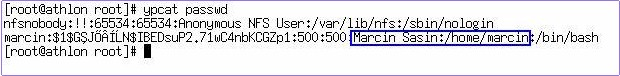 [root@athlon root]# ypcat passwd
nfsnobody:!!:65534:65534:Anonymous NFS User:/var/lib/nfs:/sbin/nologin
marcin:$1$GŞJŐÂÍĹN$IBEDsuP2.71wC4nbKCGZp1:500:500:Marcin Sasin:/home/marcin:/bin/bash
[root@athlon root]#